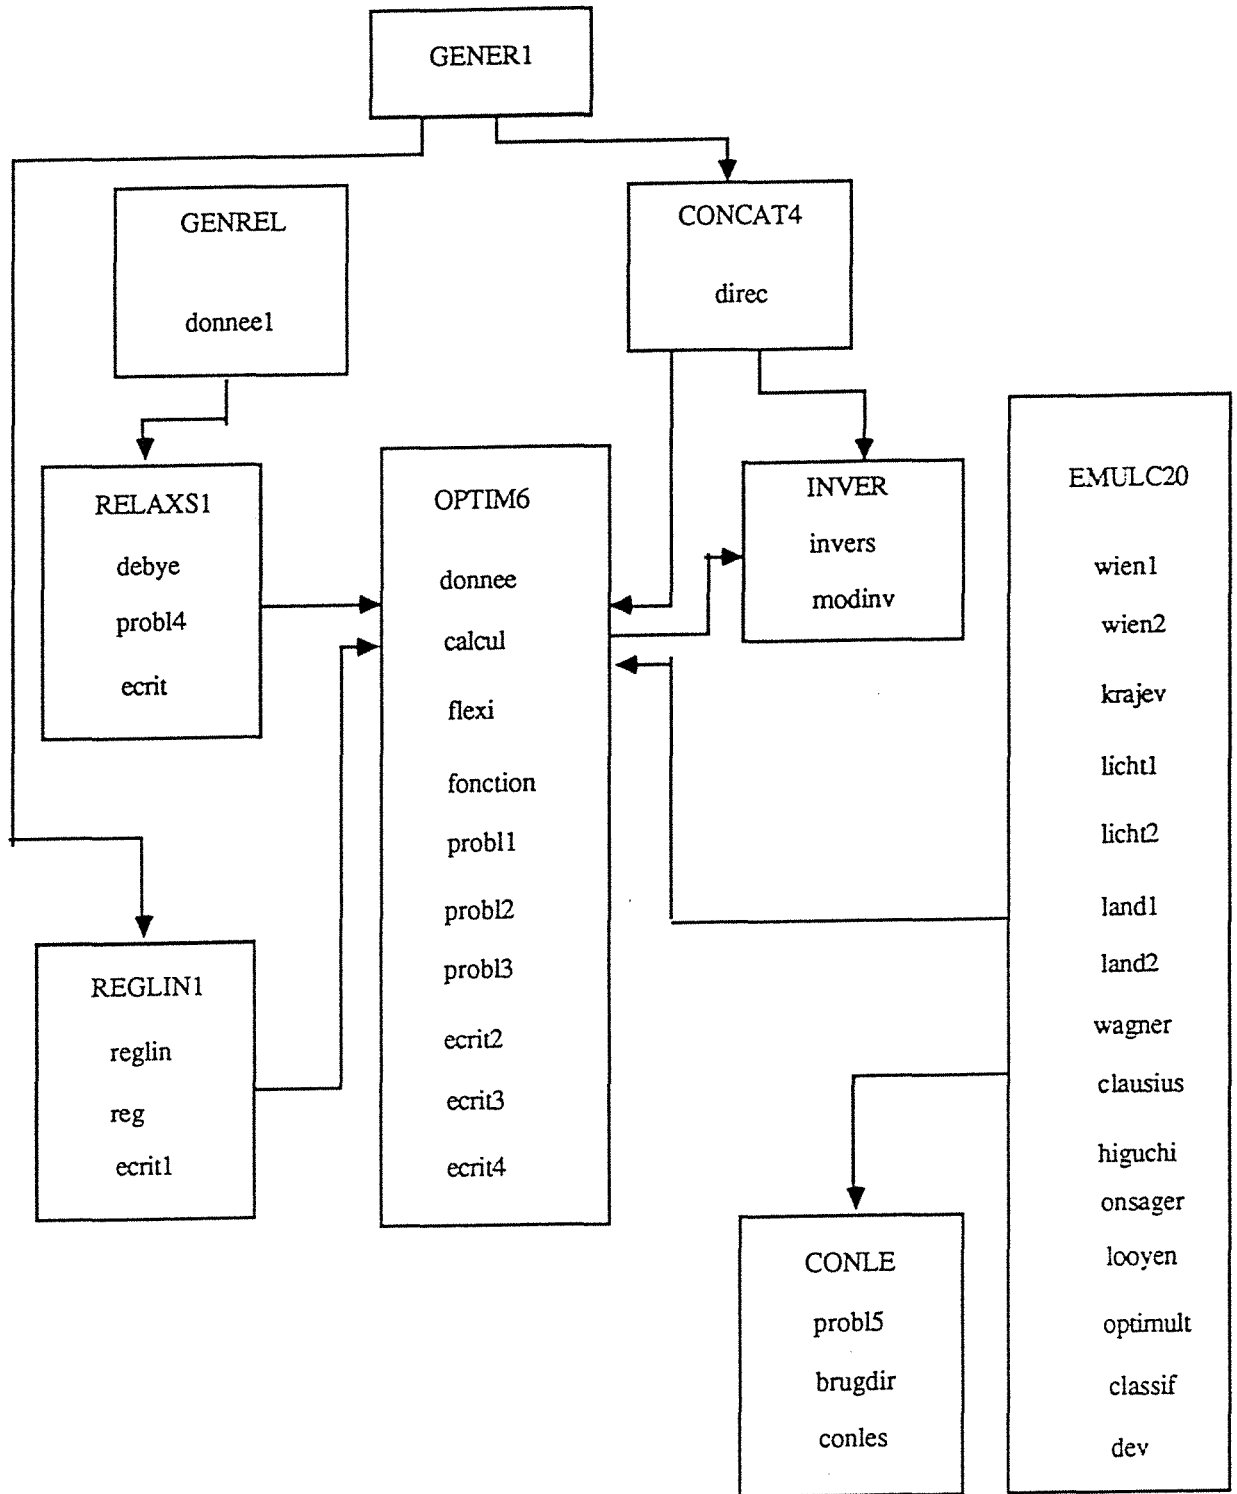 GENER1
GENREL
donnee1
CONCAT4
direc
RELAXS1
debye
probl4
ecrit
OPTIM6
donnee
calcul
flexi
fonction
probl1
probl2
probl3
ecrit2
ecrit3
ecrit4
INVER
invers
modinv
EMULC20
wien1
wien2
krajev
licht1
licht2
land1
land2
wagner
clausius
higuchi
onsager
looyen
optimult
classif
dev
REGLIN1
reglin
reg
ecrit1
CONLE
probl5
brugdir
conles